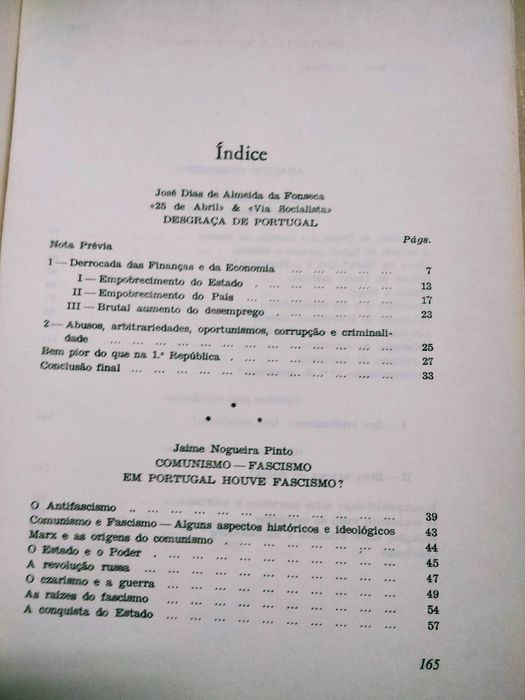 Índice
José Dias de Almeida da Fonseca
«25 de Abril» & «Via Socialista»
DESGRAÇA DE PORTUGAL
Págs.
Nota Prévia
1 — Derrocada das Finanças e da Economia ... ... ... ... ... 7
I — Empobrecimento do Estado . ... ... ... ... ... ... 13
II — Empobrecimento do País ... ... ... ... ... ... ... 17
III — Brutal aumento do desemprego . ... ... ... ... ... 23
2 — Abusos, arbitrariedades, oportunismos, corrupção e criminali-
dade ... ... ... ... ... ... ... ... ... ... ... ... 25
Bem pior do que na 1.ª República . ... ... ... ... ... ... ... 27
Conclusão final ... ... ... ... ... ... ... ... ... ... ... ... 33
* * *
Jaime Nogueira Pinto
COMUNISMO — FASCISMO
EM PORTUGAL HOUVE FASCISMO?
O Antifascismo .. ... ... ... ... ... ... ... ... ... ... ... 39
Comunismo e Fascismo — Alguns aspectos históricos e ideológicos 43
Marx e as origens do comunismo . ... ... ... ... ... ... ... 44
O Estado e o Poder . ... ... ... ... ... ... ... ... ... ... 45
A revolução russa ... ... ... ... ... ... ... ... ... ... ... 47
O czarismo e a guerra ... ... ... ... ... ... ... ... ... ... 49
As raízes do fascismo ... ... ... ... ... ... ... ... ... ... 54
A conquista do Estado ... ... ... ... ... ... ... ... ... ... 57
165